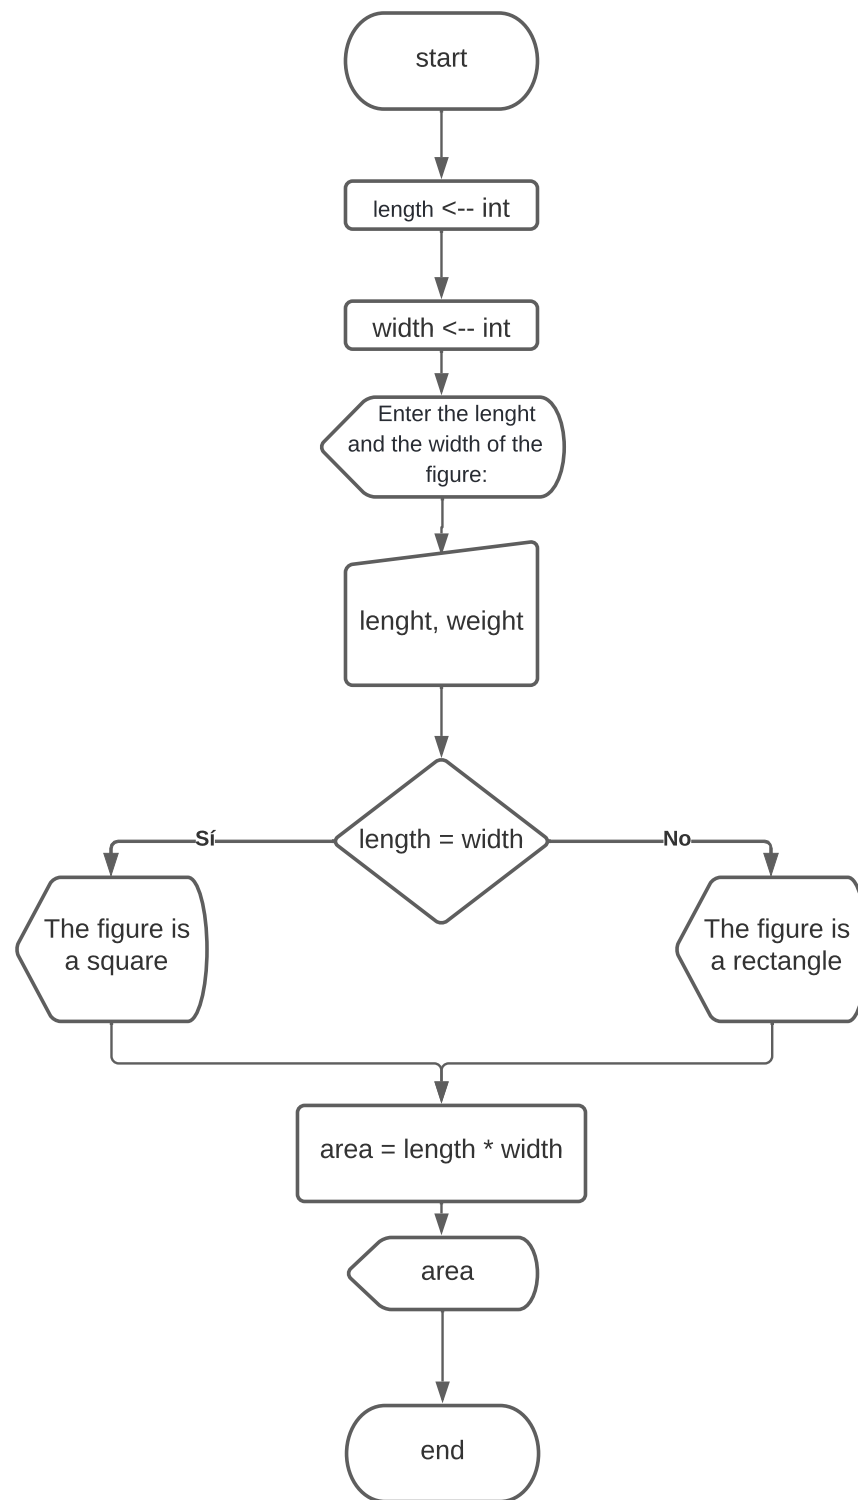 start
length <-- int
width <-- int
Enter the lenght
and the width of the
figure:
lenght, weight
length = width
Sí
No
The figure is
a square
The figure is
a rectangle
area = length * width
area
end